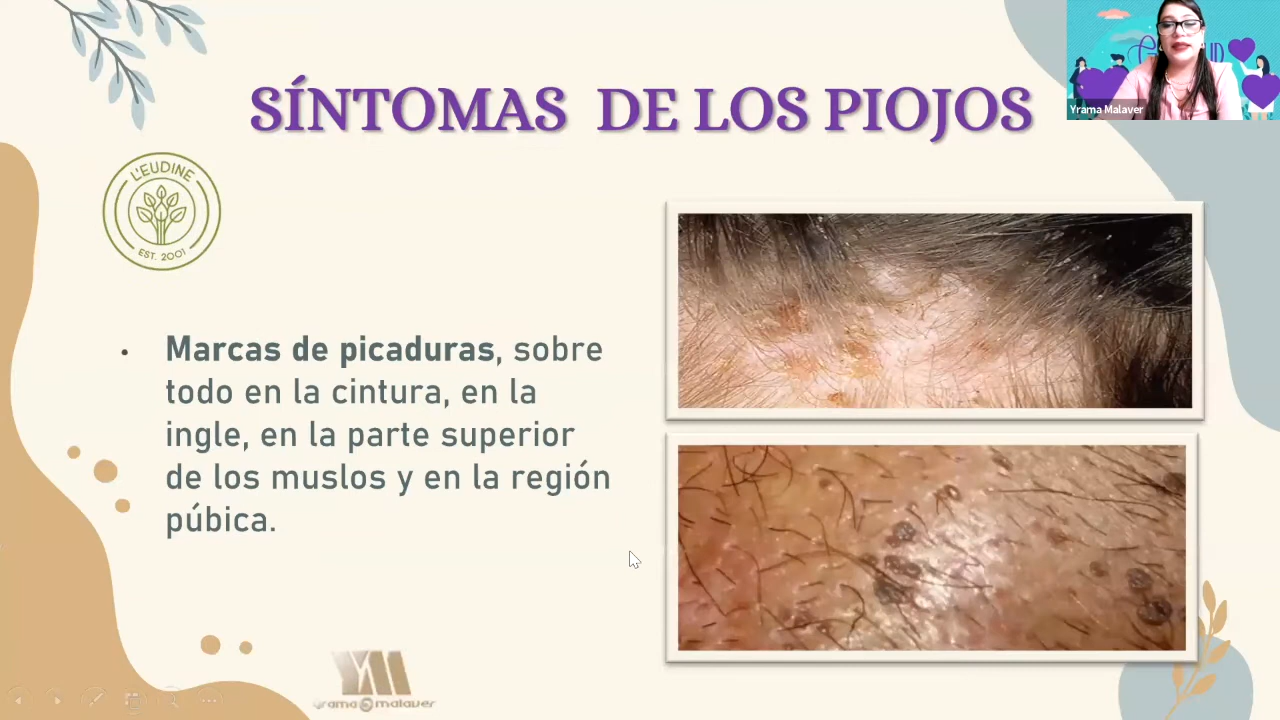 SÍNTOMAS DE LOS PIOJOS
Yrama Malaver
L'EUDINE
EST. 2001
• Marcas de picaduras, sobre
todo en la cintura, en la
ingle, en la parte superior
de los muslos y en la región
púbica.
YM
yrama malaver